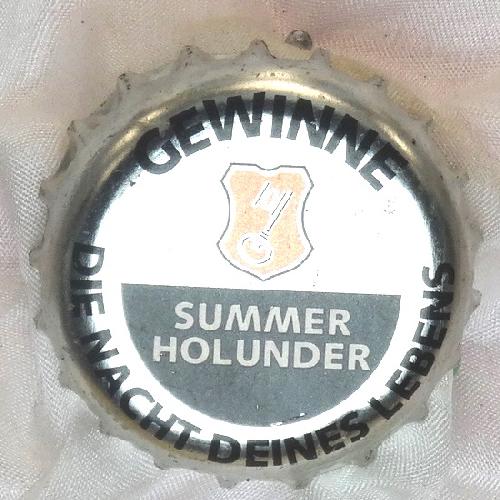 GEWINNE
SUMMER
HOLUNDER
DIE NACHT DEINES LEBENS